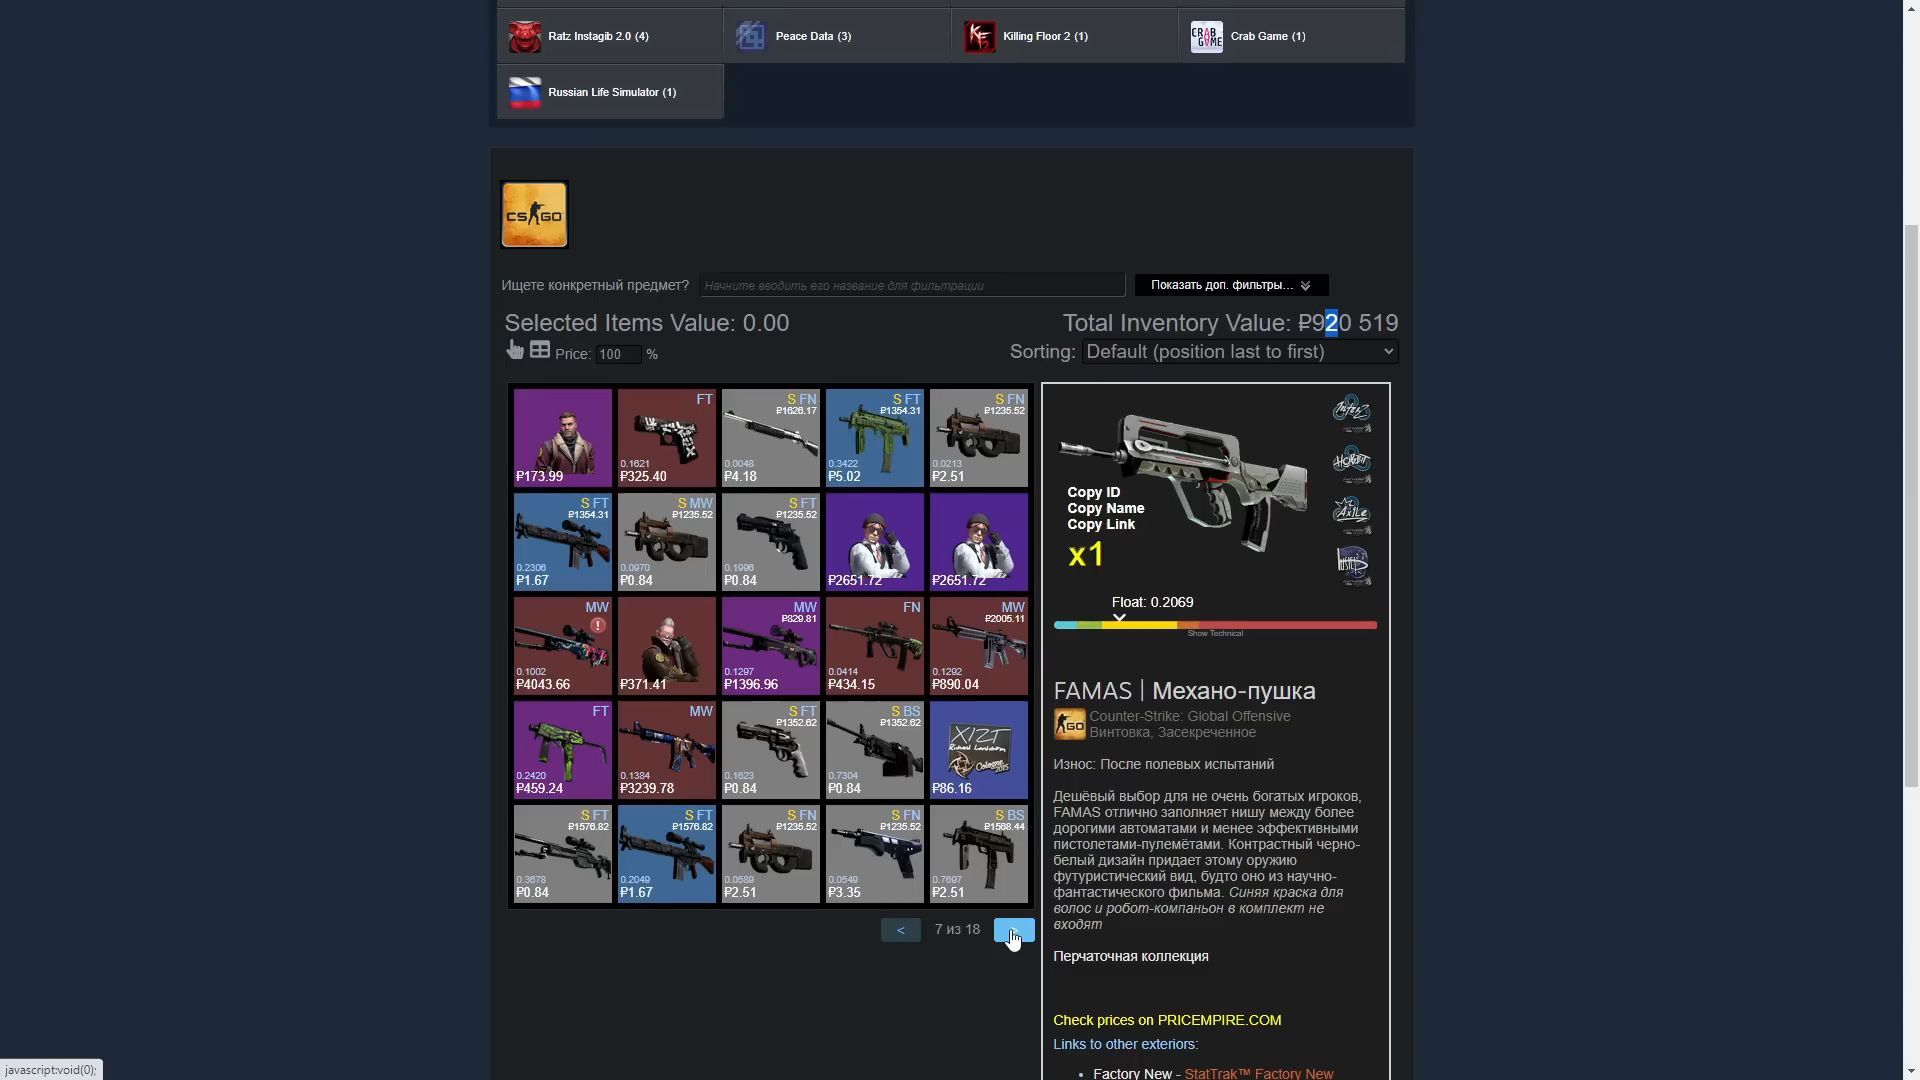 Ratz Instagib 2.0 (4)
Peace Data (3)
Killing Floor 2 (1)
CRAB GAME
Crab Game (1)
Russian Life Simulator (1)
CS GO
Ищете конкретный предмет?
Начните вводить его название для фильтрации
Показать доп. фильтры...
Selected Items Value: 0.00
Total Inventory Value: ₽920 519
Price: 100 %
Sorting: Default (position last to first)
₽173.99
FT
0.1621
₽325.40
S FN
₽1626.17
0.0048
₽4.18
S FT
₽1354.31
0.3422
₽5.02
S FN
₽1235.52
0.0213
₽2.51
S FT
₽1354.31
0.2306
₽1.67
S MW
₽1235.52
0.0970
₽0.84
S FT
₽1235.52
0.1996
₽0.84
₽2651.72
₽2651.72
MW
0.1002
₽4043.66
₽371.41
MW
₽829.81
0.1297
₽1396.96
FN
0.0414
₽434.15
MW
₽2005.11
0.1292
₽890.04
FT
0.2420
₽459.24
MW
0.1384
₽3239.78
S FT
₽1352.62
0.1623
₽0.84
S BS
₽1352.62
0.7304
₽0.84
XIZT
Cologne
2015
₽86.16
S FT
₽1576.82
0.3678
₽0.84
S FT
₽1576.82
0.2049
₽1.67
S FN
₽1235.52
0.0589
₽2.51
S FN
₽1235.52
0.0549
₽3.35
S BS
₽1568.44
0.7697
₽2.51
< 7 из 18 >
Copy ID
Copy Name
Copy Link
x1
Float: 0.2069
Show Technical
FAMAS | Механо-пушка
Counter-Strike: Global Offensive
Винтовка, Засекреченное
Износ: После полевых испытаний
Дешёвый выбор для не очень богатых игроков,
FAMAS отлично заполняет нишу между более
дорогими автоматами и менее эффективными
пистолетами-пулемётами. Контрастный черно-
белый дизайн придает этому оружию
футуристический вид, будто оно из научно-
фантастического фильма. Синяя краска для
волос и робот-компаньон в комплект не
входят
Перчаточная коллекция
Check prices on PRICEMPIRE.COM
Links to other exteriors:
• Factory New - StatTrak™ Factory New
javascript:void(0);